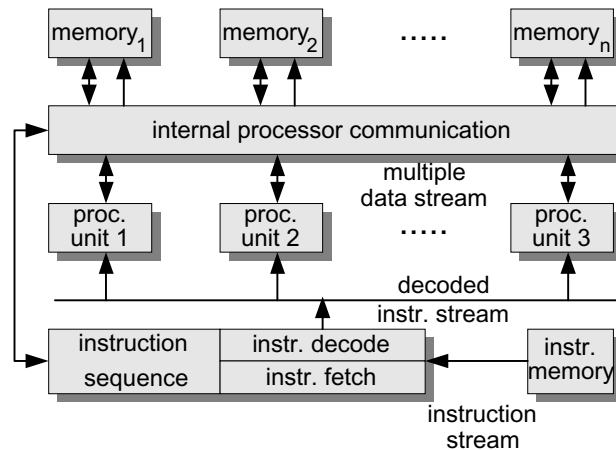 memory1 memory2 ..... memoryn
internal processor communication
multiple
data stream
proc.
unit 1
proc.
unit 2
.....
proc.
unit 3
decoded
instr. stream
instruction
sequence
instr. decode
instr. fetch
instr.
memory
instruction
stream